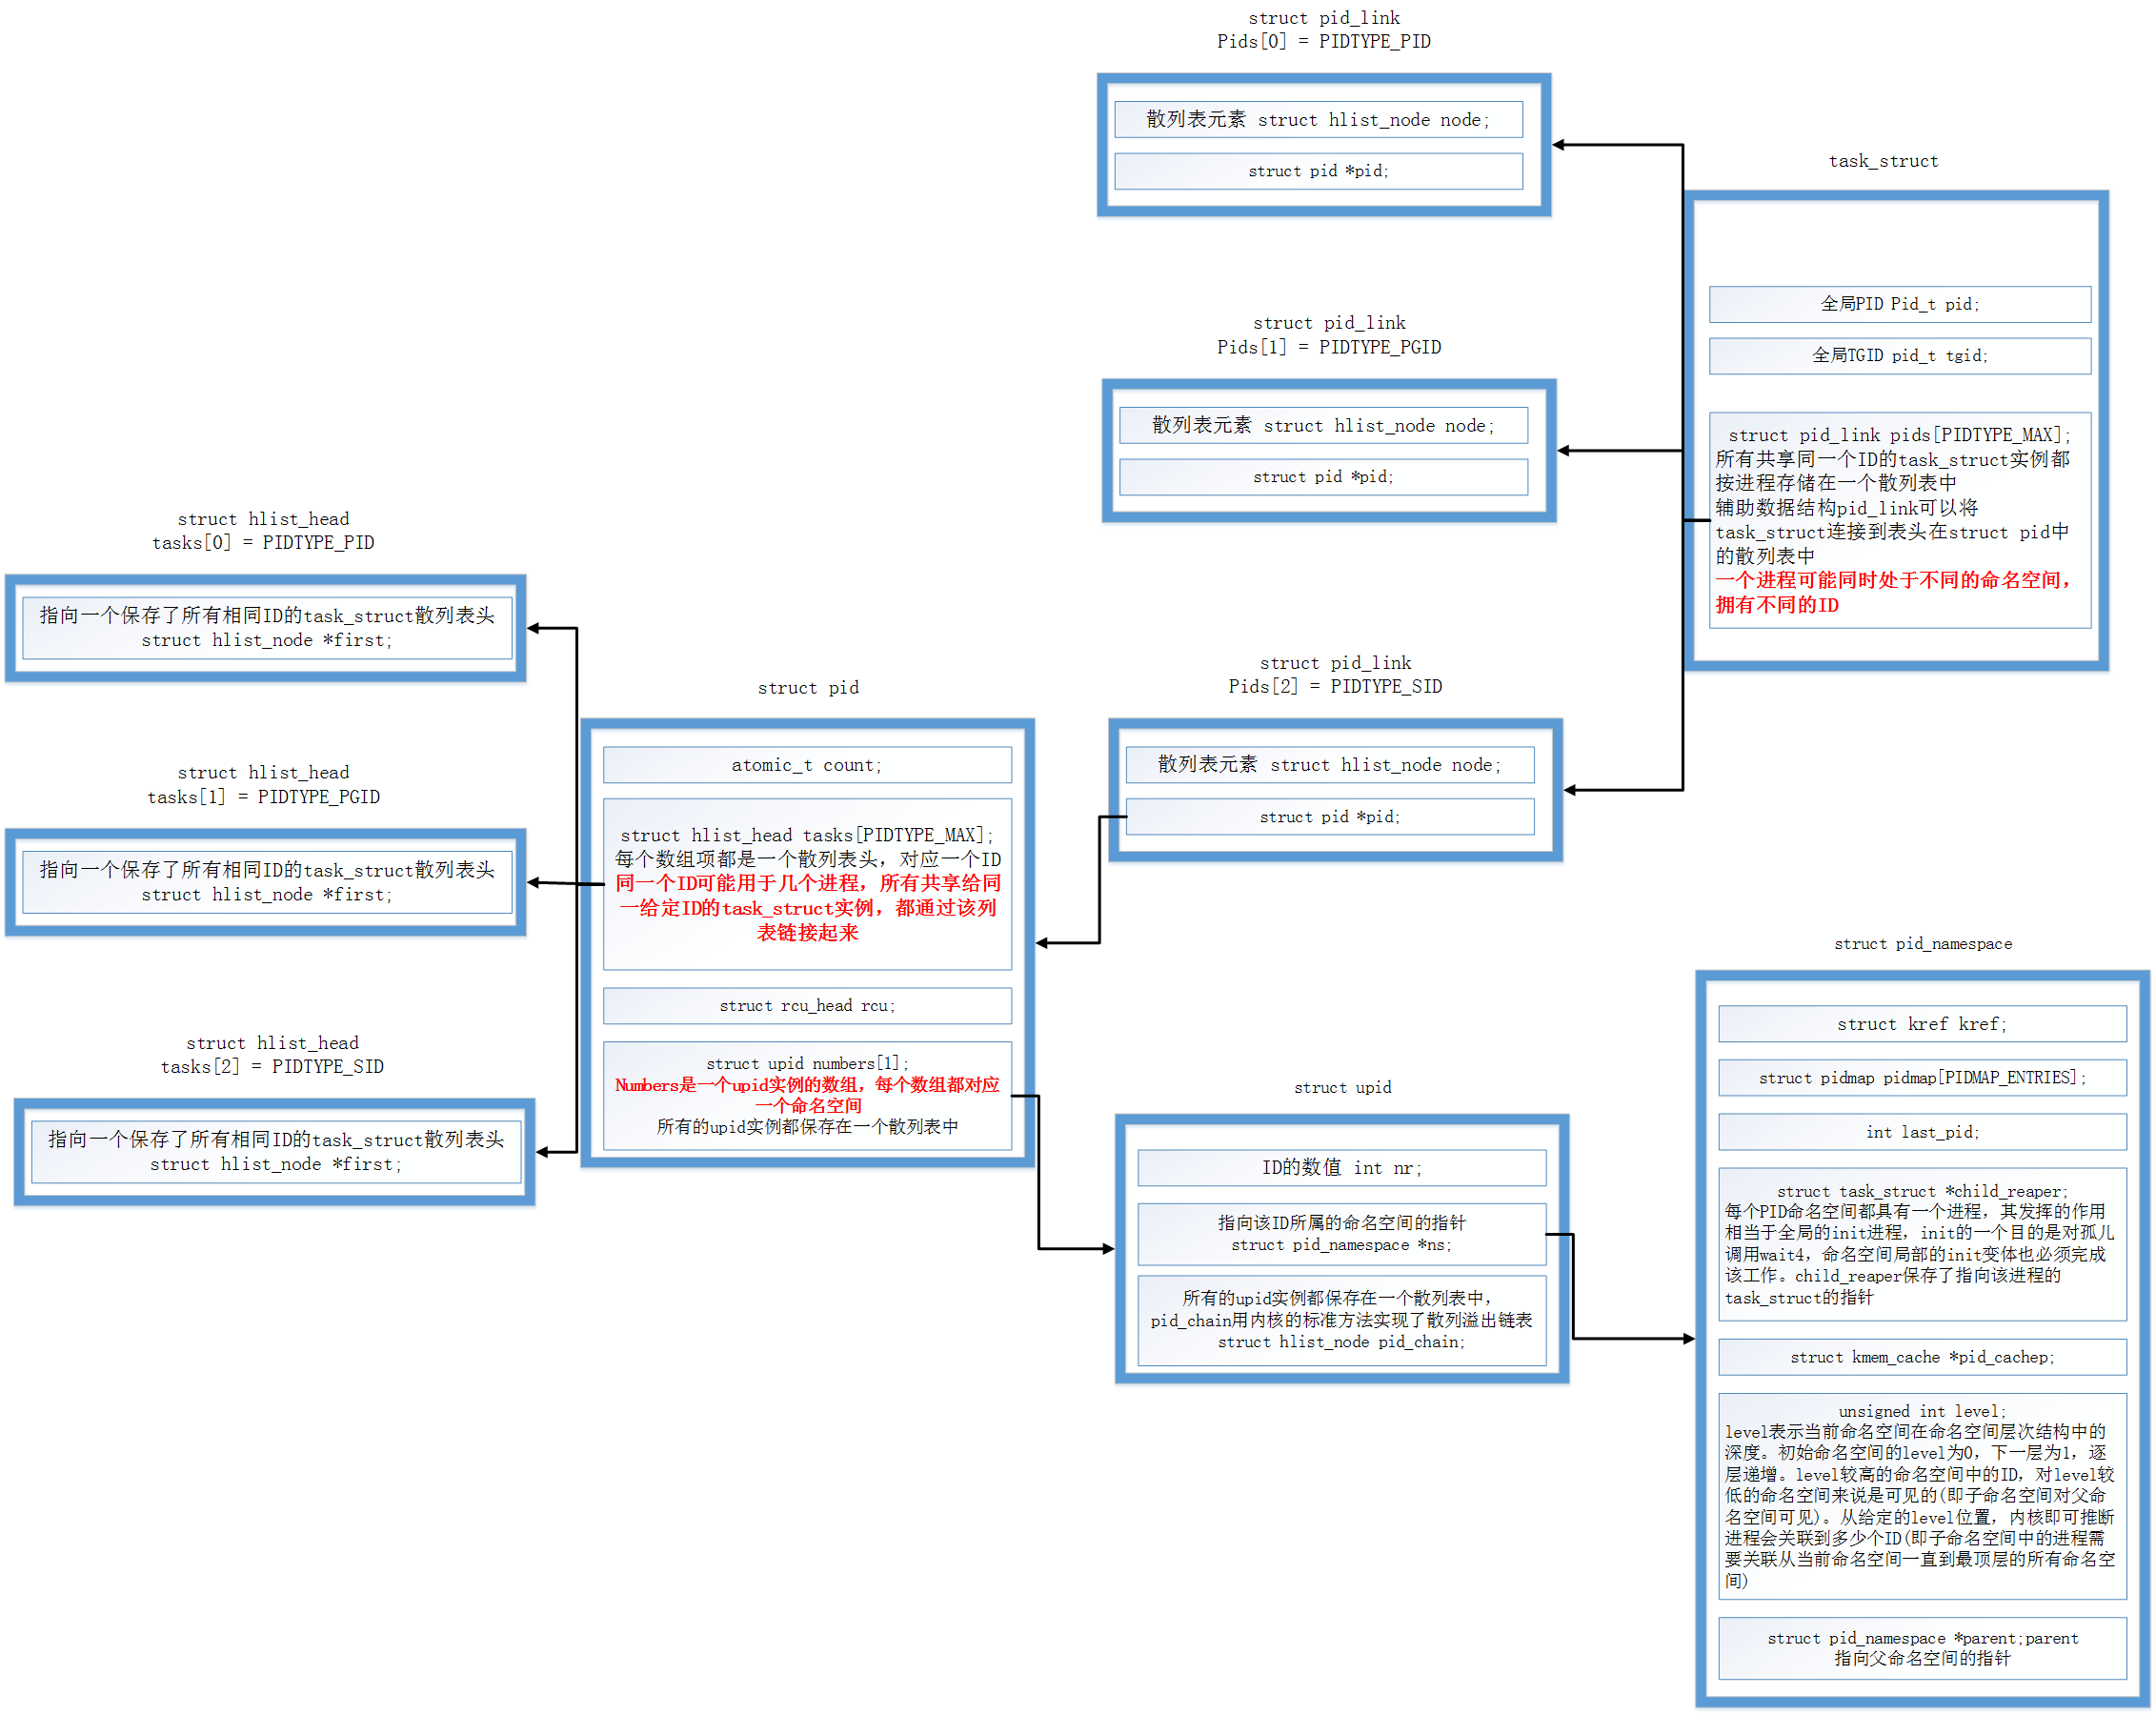 struct pid_link
Pids[0] = PIDTYPE_PID
散列表元素 struct hlist_node node;
struct pid *pid;
task_struct
全局PID Pid_t pid;
全局TGID pid_t tgid;
struct pid_link pids[PIDTYPE_MAX];
所有共享同一个ID的task_struct实例都
按进程存储在一个散列表中
辅助数据结构pid_link可以将
task_struct连接到表头在struct pid中
的散列表中
一个进程可能同时处于不同的命名空间，
拥有不同的ID
struct pid_link
Pids[1] = PIDTYPE_PGID
散列表元素 struct hlist_node node;
struct pid *pid;
struct pid_link
Pids[2] = PIDTYPE_SID
散列表元素 struct hlist_node node;
struct pid *pid;
struct hlist_head
tasks[0] = PIDTYPE_PID
指向一个保存了所有相同ID的task_struct散列表头
struct hlist_node *first;
struct hlist_head
tasks[1] = PIDTYPE_PGID
指向一个保存了所有相同ID的task_struct散列表头
struct hlist_node *first;
struct hlist_head
tasks[2] = PIDTYPE_SID
指向一个保存了所有相同ID的task_struct散列表头
struct hlist_node *first;
struct pid
atomic_t count;
struct hlist_head tasks[PIDTYPE_MAX];
每个数组项都是一个散列表头，对应一个ID
同一个ID可能用于几个进程，所有共享给同
一给定ID的task_struct实例，都通过该列
表链接起来
struct rcu_head rcu;
struct upid numbers[1];
Numbers是一个upid实例的数组，每个数组都对应
一个命名空间
所有的upid实例都保存在一个散列表中
struct upid
ID的数值 int nr;
指向该ID所属的命名空间的指针
struct pid_namespace *ns;
所有的upid实例都保存在一个散列表中，
pid_chain用内核的标准方法实现了散列溢出链表
struct hlist_node pid_chain;
struct pid_namespace
struct kref kref;
struct pidmap pidmap[PIDMAP_ENTRIES];
int last_pid;
struct task_struct *child_reaper;
每个PID命名空间都具有一个进程，其发挥的作用
相当于全局的init进程，init的一个目的是对孤儿
调用wait4，命名空间局部的init变体也必须完成
该工作。child_reaper保存了指向该进程的
task_struct的指针
struct kmem_cache *pid_cachep;
unsigned int level;
level表示当前命名空间在命名空间层次结构中的
深度。初始命名空间的level为0，下一层为1，逐
层递增。level较高的命名空间中的ID，对level较
低的命名空间来说是可见的(即子命名空间对父命
名空间可见)。从给定的level位置，内核即可推断
进程会关联到多少个ID(即子命名空间中的进程需
要关联从当前命名空间一直到最顶层的所有命名空
间)
struct pid_namespace *parent;parent
指向父命名空间的指针